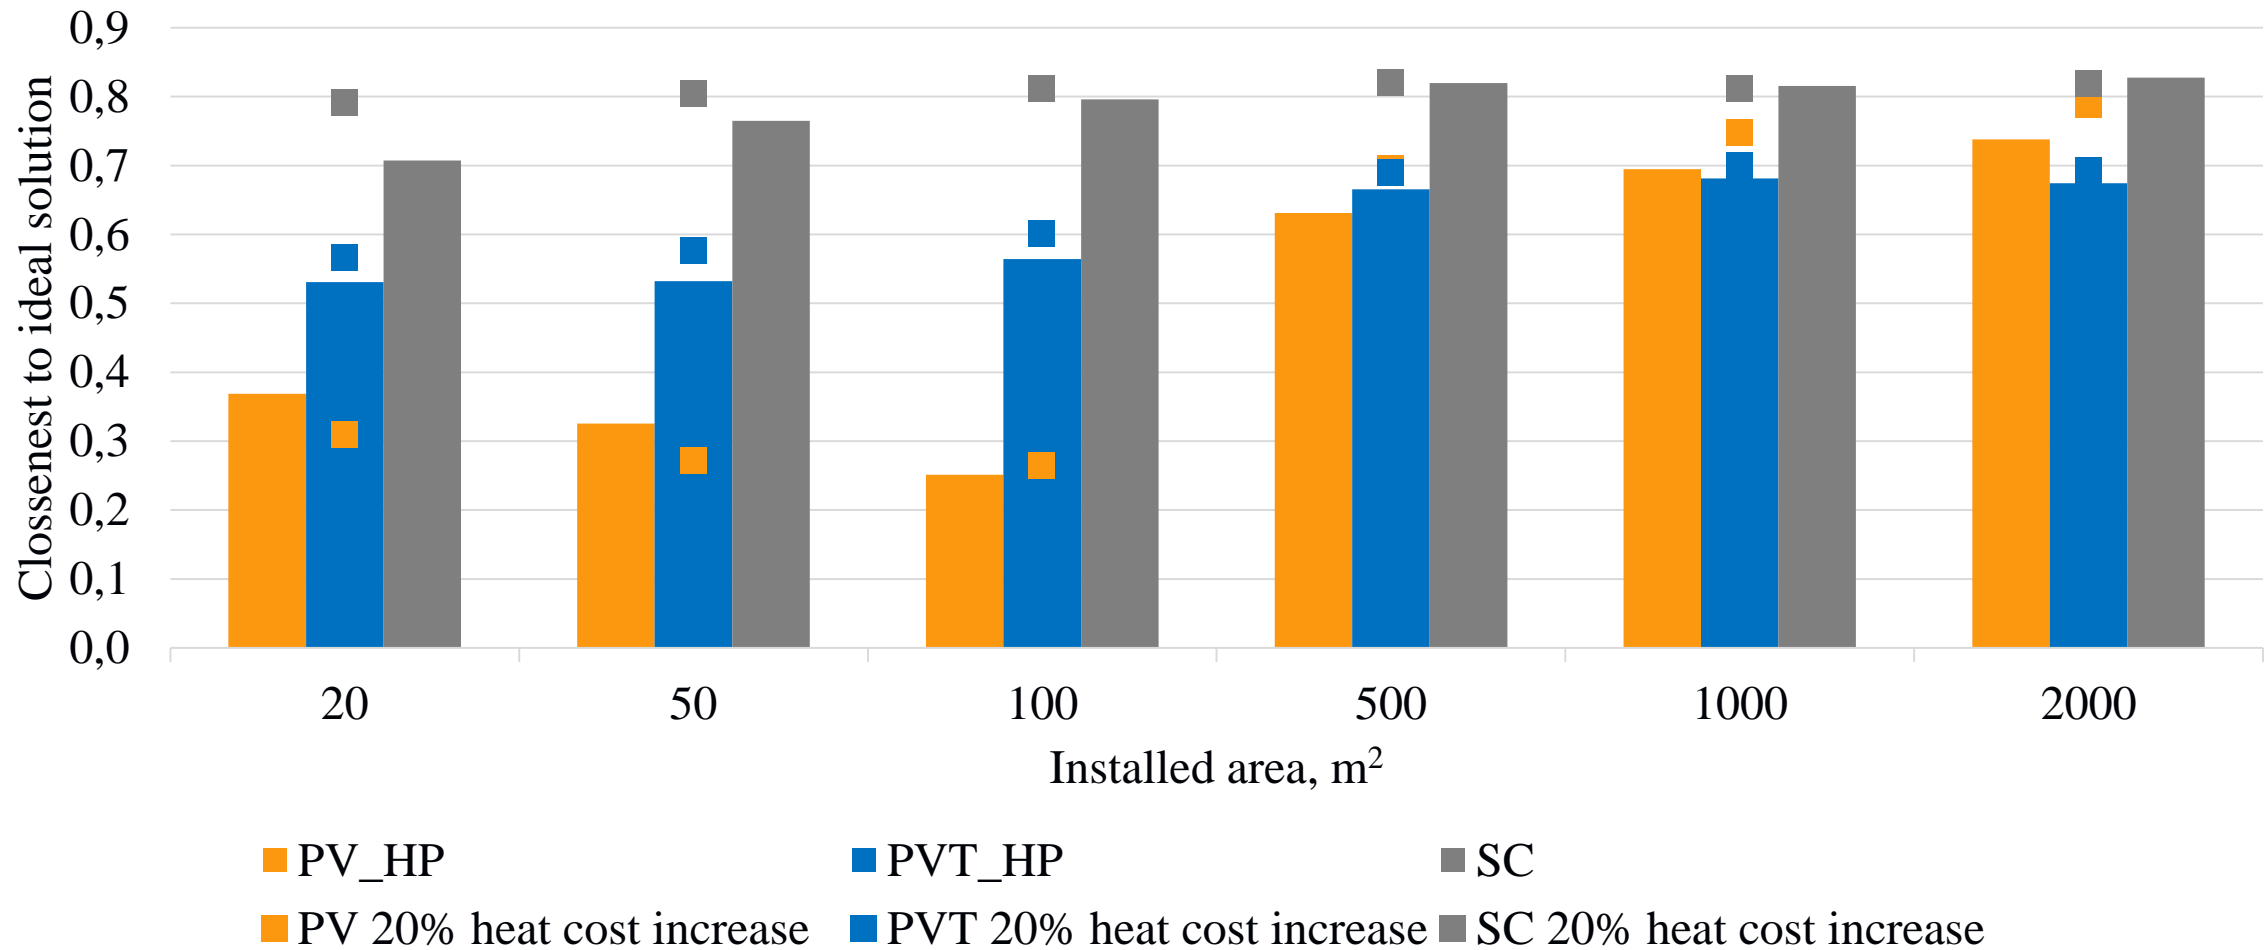 Clossenest to ideal solution
0,9
0,8
0,7
0,6
0,5
0,4
0,3
0,2
0,1
0,0
20 50 100 500 1000 2000
Installed area, m²
PV_HP PVT_HP SC
PV 20% heat cost increase PVT 20% heat cost increase SC 20% heat cost increase